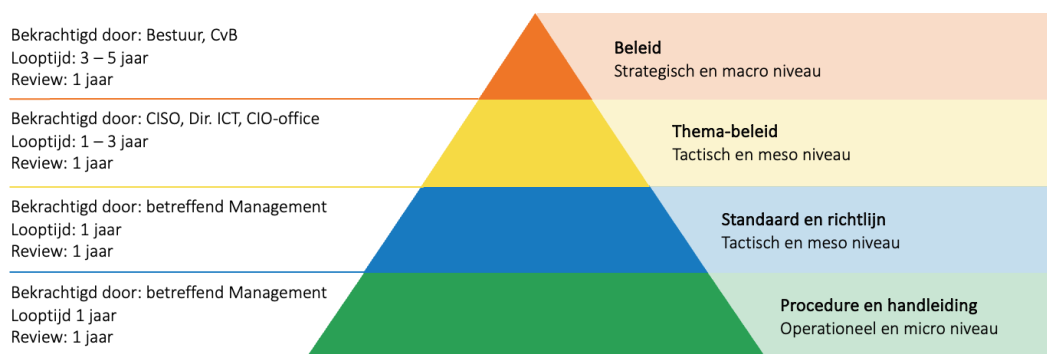 Bekrachtigd door: Bestuur, CvB
Looptijd: 3 – 5 jaar
Review: 1 jaar
Beleid
Strategisch en macro niveau
Bekrachtigd door: CISO, Dir. ICT, CIO-office
Looptijd: 1 – 3 jaar
Review: 1 jaar
Thema-beleid
Tactisch en meso niveau
Bekrachtigd door: betreffend Management
Looptijd: 1 jaar
Review: 1 jaar
Standaard en richtlijn
Tactisch en meso niveau
Bekrachtigd door: betreffend Management
Looptijd 1 jaar
Review: 1 jaar
Procedure en handleiding
Operationeel en micro niveau